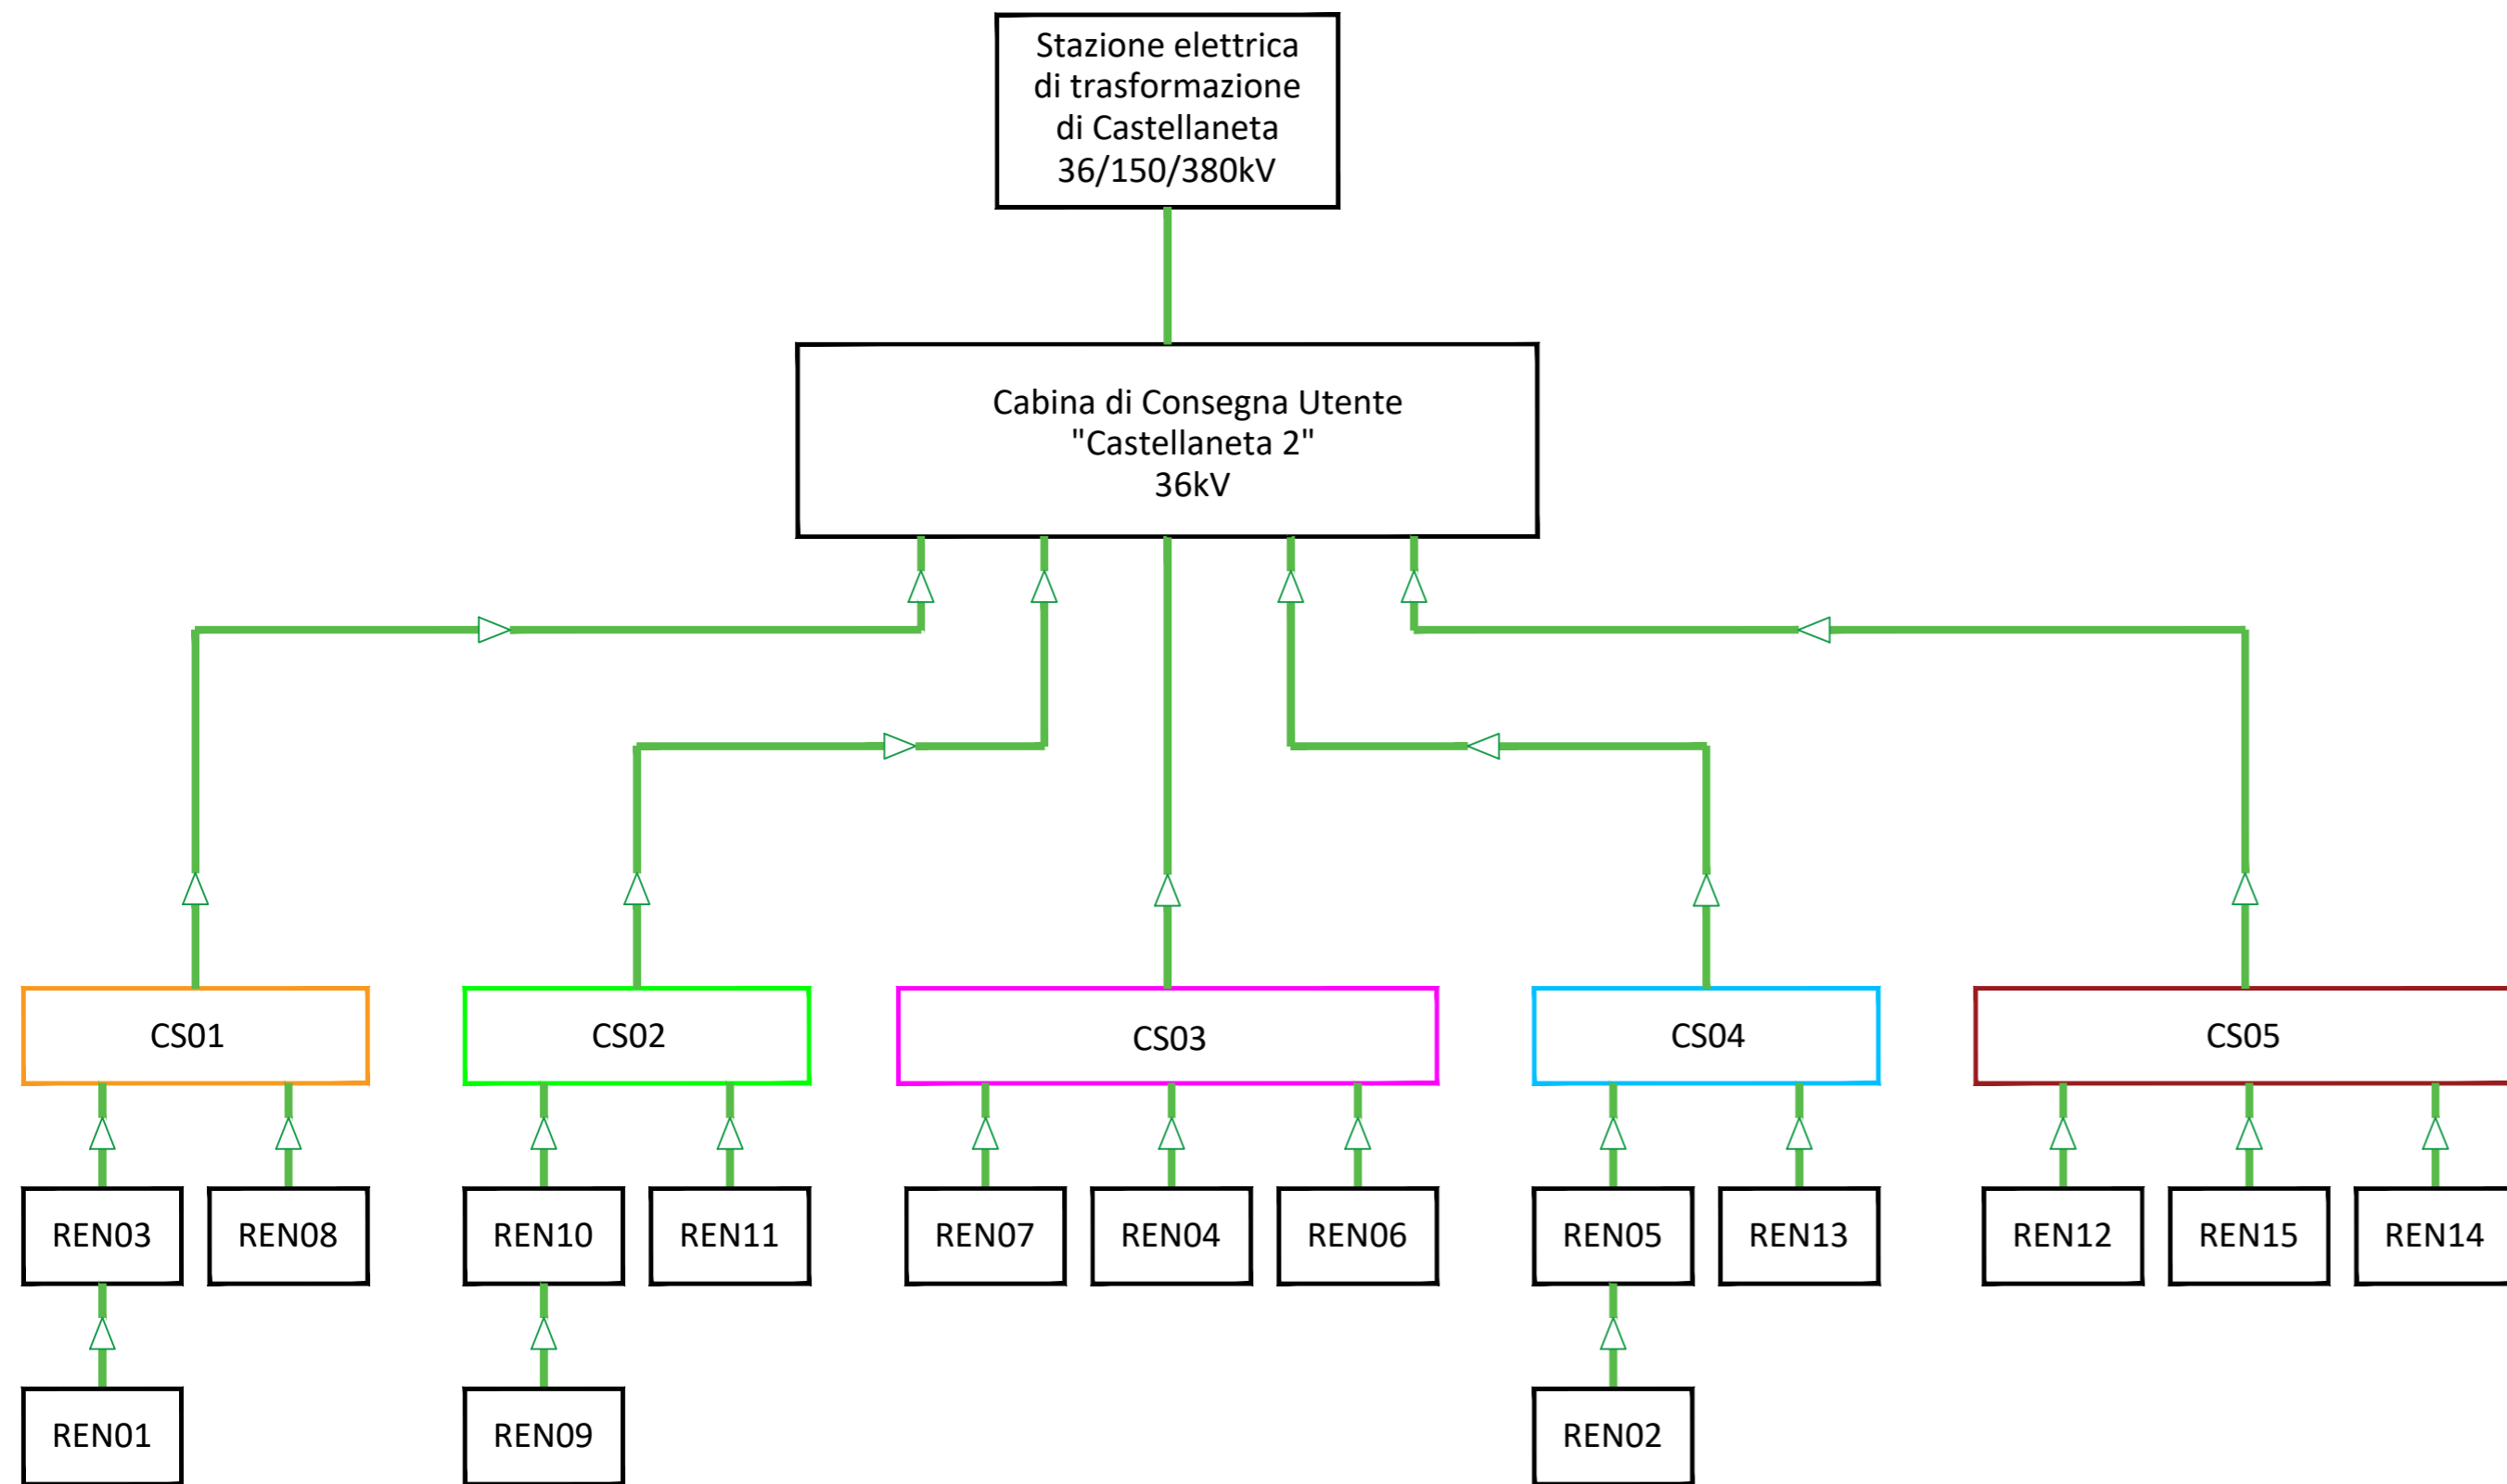 Stazione elettrica
di trasformazione
di Castellaneta
36/150/380kV
Cabina di Consegna Utente
"Castellaneta 2"
36kV
CS01
CS02
CS03
CS04
CS05
REN03
REN08
REN10
REN11
REN07
REN04
REN06
REN05
REN13
REN12
REN15
REN14
REN01
REN09
REN02